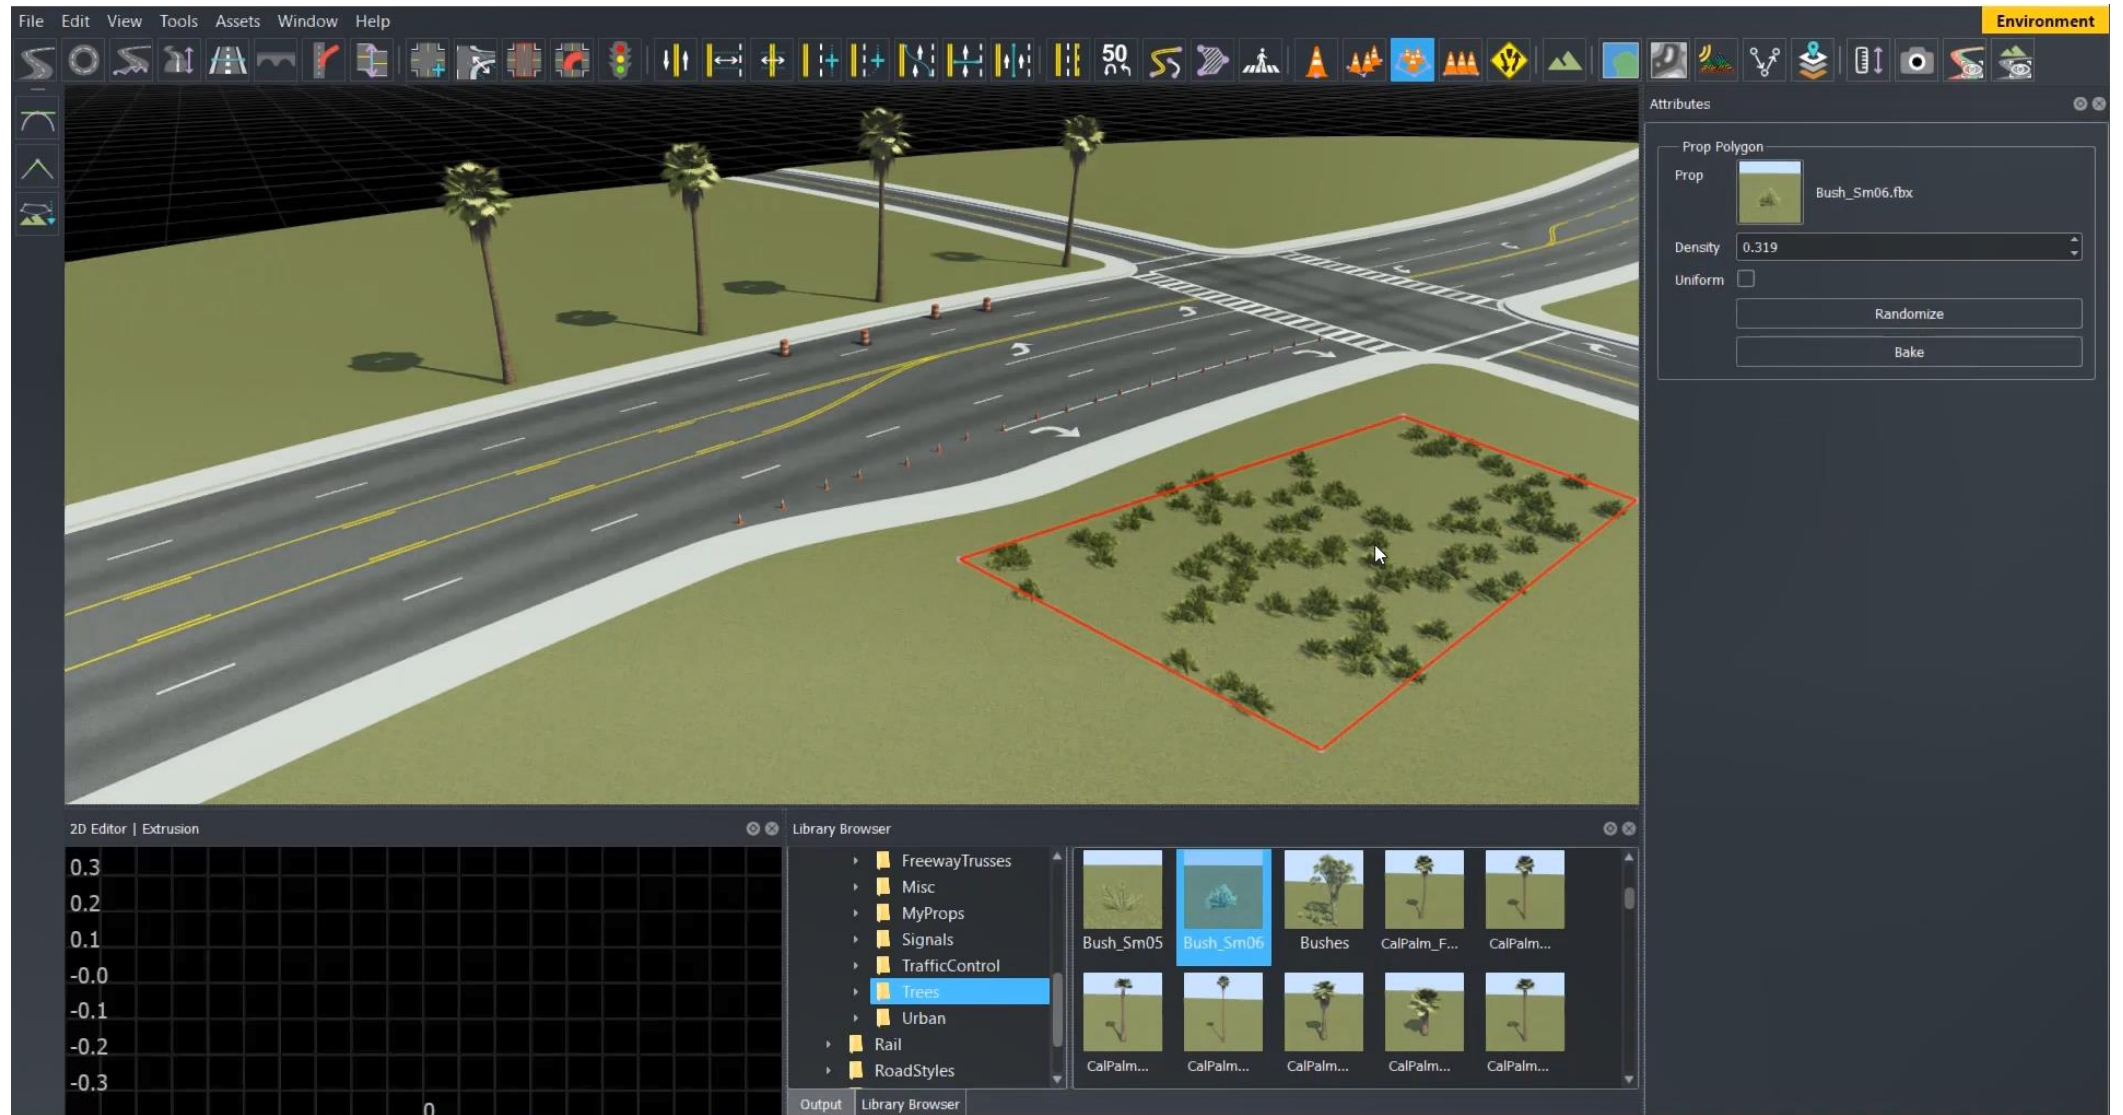 File Edit View Tools Assets Window Help
Environment
50
Attributes
Prop Polygon
Prop
Bush_Sm06.fbx
Density 0.319
Uniform
Randomize
Bake
2D Editor | Extrusion
0.3
0.2
0.1
-0.0
-0.1
-0.2
-0.3
0
Library Browser
FreewayTrusses
Misc
MyProps
Signals
TrafficControl
Trees
Urban
Rail
RoadStyles
Bush_Sm05 Bush_Sm06 Bushes CalPalm_F... CalPalm...
CalPalm... CalPalm... CalPalm... CalPalm... CalPalm...
Output Library Browser